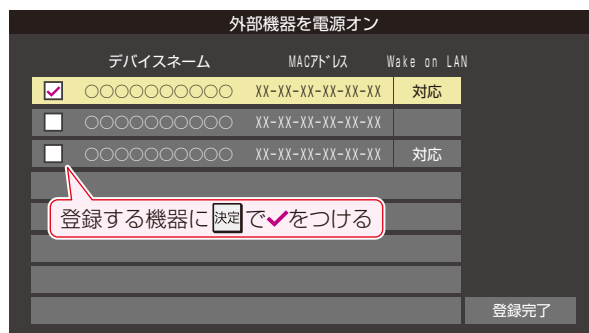 外部機器を電源オン
デバイスネーム MACｱﾄﾞﾚｽ Wake on LAN
○○○○○○○○○○ XX-XX-XX-XX-XX-XX 対応
○○○○○○○○○○ XX-XX-XX-XX-XX-XX
○○○○○○○○○○ XX-XX-XX-XX-XX-XX 対応
登録する機器に 決定 で✔をつける
登録完了